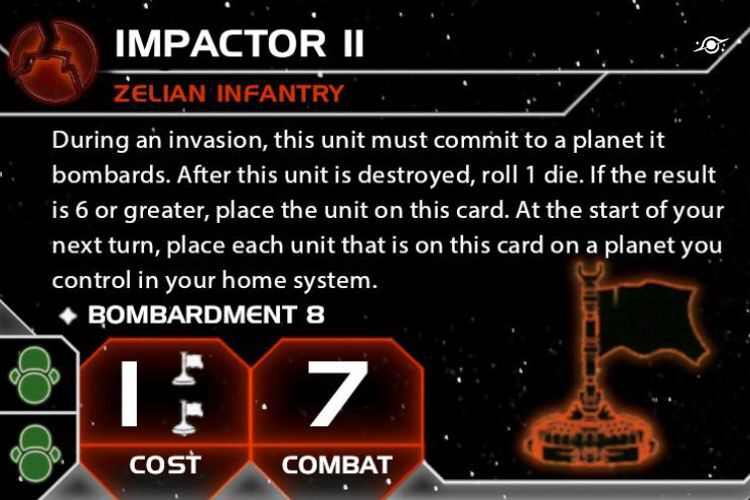 IMPACTOR II
ZELIAN INFANTRY
During an invasion, this unit must commit to a planet it
bombards. After this unit is destroyed, roll 1 die. If the result
is 6 or greater, place the unit on this card. At the start of your
next turn, place each unit that is on this card on a planet you
control in your home system.
BOMBARDMENT 8
1
7
COST
COMBAT